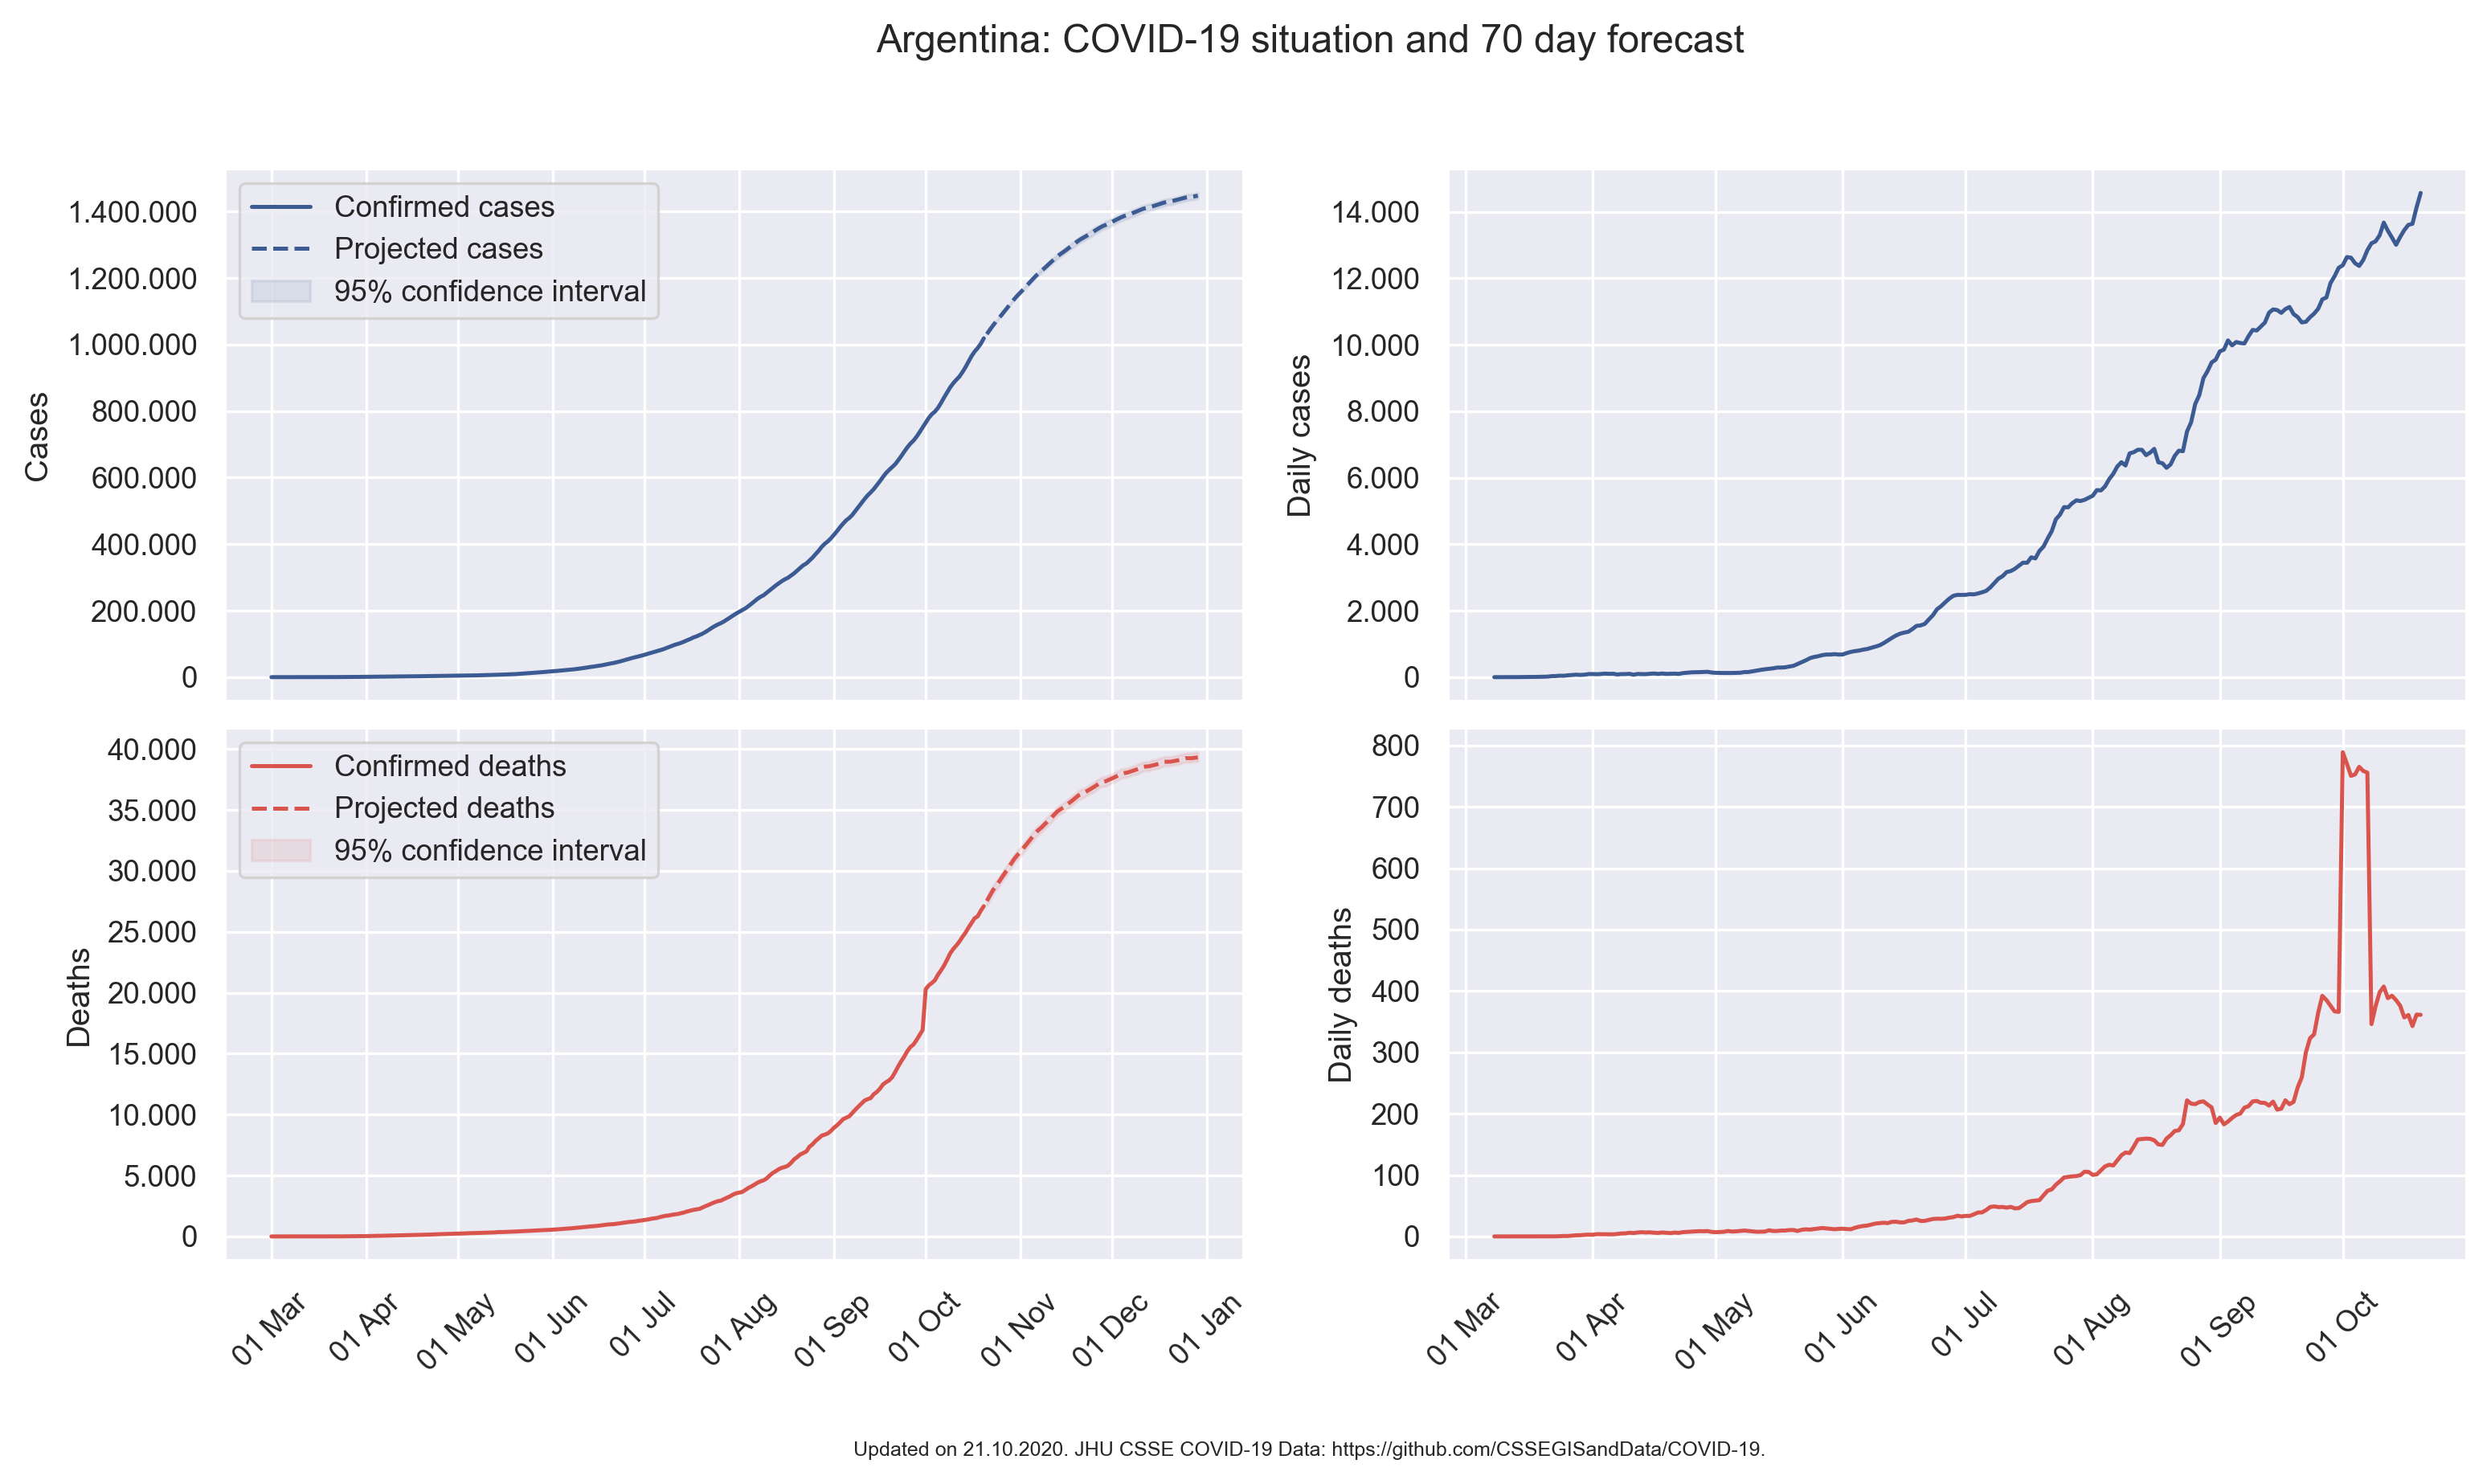 Argentina: COVID-19 situation and 70 day forecast
Cases
1.400.000
1.200.000
1.000.000
800.000
600.000
400.000
200.000
0
Confirmed cases
Projected cases
95% confidence interval
Daily cases
14.000
12.000
10.000
8.000
6.000
4.000
2.000
0
Deaths
40.000
35.000
30.000
25.000
20.000
15.000
10.000
5.000
0
Confirmed deaths
Projected deaths
95% confidence interval
01 Mar
01 Apr
01 May
01 Jun
01 Jul
01 Aug
01 Sep
01 Oct
01 Nov
01 Dec
01 Jan
Daily deaths
800
700
600
500
400
300
200
100
0
01 Mar
01 Apr
01 May
01 Jun
01 Jul
01 Aug
01 Sep
01 Oct
Updated on 21.10.2020. JHU CSSE COVID-19 Data: https://github.com/CSSEGISandData/COVID-19.